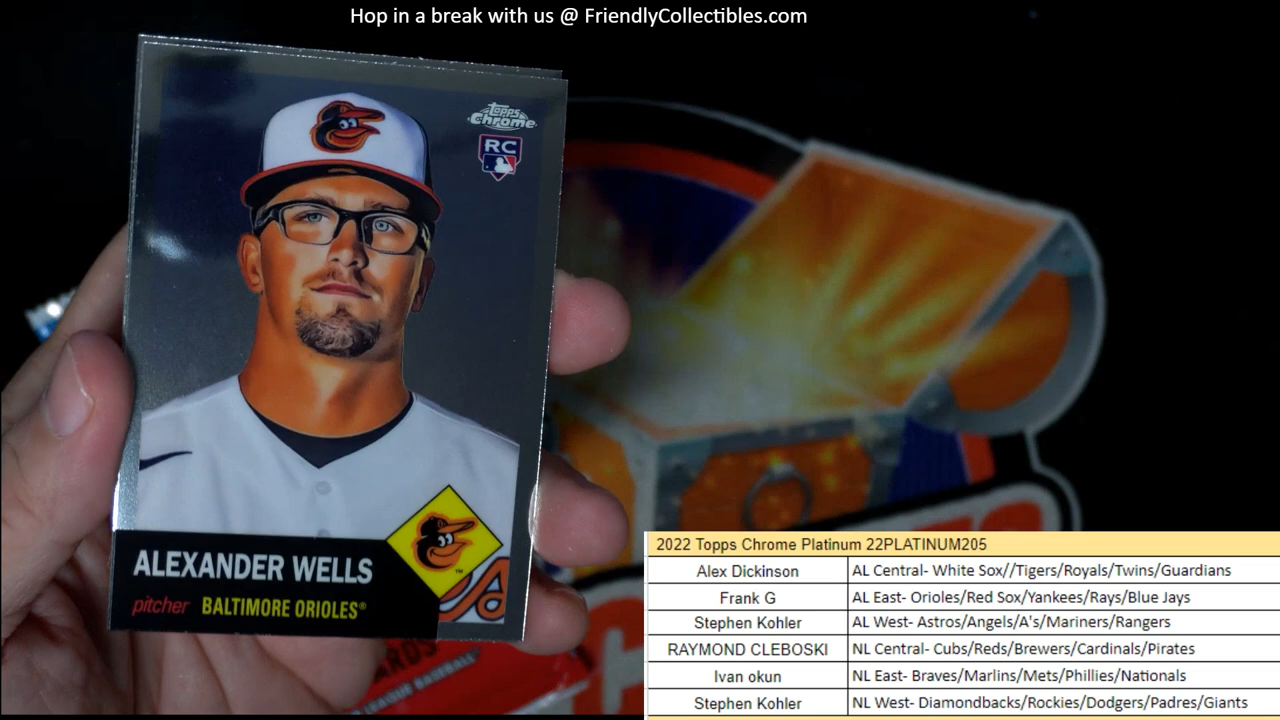 Hop in a break with us @ FriendlyCollectibles.com
Topps
Chrome
RC
ALEXANDER WELLS
pitcher BALTIMORE ORIOLES®
2022 Topps Chrome Platinum 22PLATINUM205
Alex Dickinson AL Central- White Sox//Tigers/Royals/Twins/Guardians
Frank G AL East- Orioles/Red Sox/Yankees/Rays/Blue Jays
Stephen Kohler AL West- Astros/Angels/A's/Mariners/Rangers
RAYMOND CLEBOSKI NL Central- Cubs/Reds/Brewers/Cardinals/Pirates
Ivan okun NL East- Braves/Marlins/Mets/Phillies/Nationals
Stephen Kohler NL West- Diamondbacks/Rockies/Dodgers/Padres/Giants